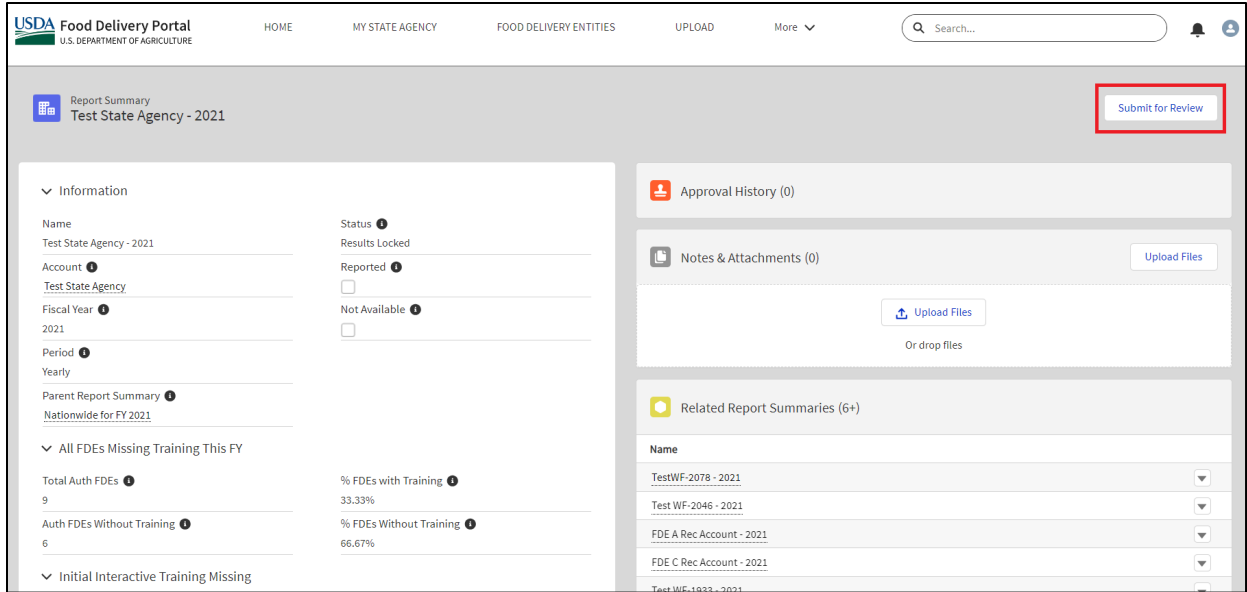 USDA Food Delivery Portal
U.S. DEPARTMENT OF AGRICULTURE
HOME
MY STATE AGENCY
FOOD DELIVERY ENTITIES
UPLOAD
More
Search...
Report Summary
Test State Agency - 2021
Submit for Review
Information
Name
Test State Agency - 2021
Status
Results Locked
Account
Test State Agency
Reported
Fiscal Year
2021
Not Available
Period
Yearly
Parent Report Summary
Nationwide for FY 2021
All FDEs Missing Training This FY
Total Auth FDEs
9
% FDEs with Training
33.33%
Auth FDEs Without Training
6
% FDEs Without Training
66.67%
Initial Interactive Training Missing
Approval History (0)
Notes & Attachments (0)
Upload Files
Upload Files
Or drop files
Related Report Summaries (6+)
Name
TestWF-2078 - 2021
Test WF-2046 - 2021
FDE A Rec Account - 2021
FDE C Rec Account - 2021
Test WF-1933 - 2021